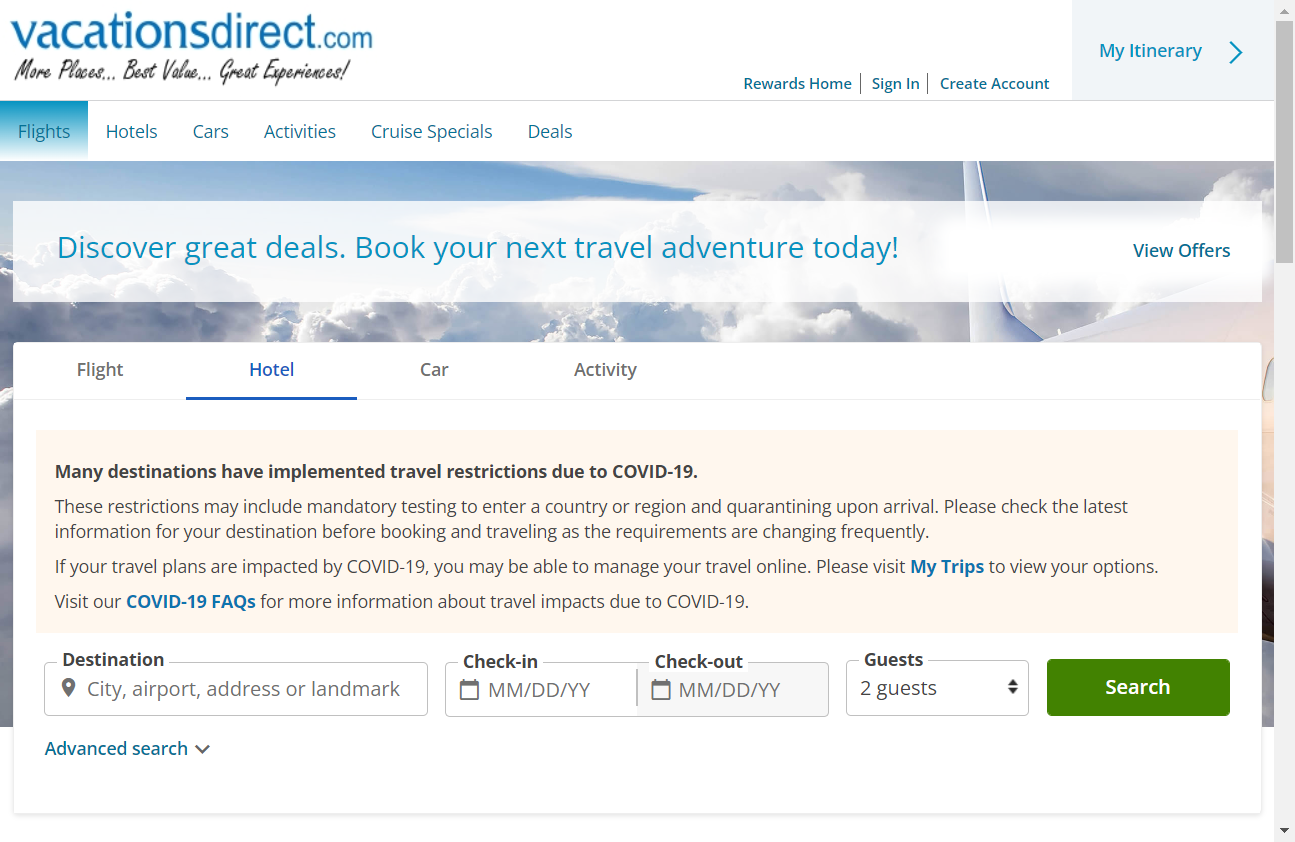 vacationsdirect.com
More Places... Best Value... Great Experiences!
My Itinerary
Rewards Home
Sign In
Create Account
Flights
Hotels
Cars
Activities
Cruise Specials
Deals
Discover great deals. Book your next travel adventure today!
View Offers
Flight
Hotel
Car
Activity
Many destinations have implemented travel restrictions due to COVID-19.
These restrictions may include mandatory testing to enter a country or region and quarantining upon arrival. Please check the latest
information for your destination before booking and traveling as the requirements are changing frequently.
If your travel plans are impacted by COVID-19, you may be able to manage your travel online. Please visit My Trips to view your options.
Visit our COVID-19 FAQs for more information about travel impacts due to COVID-19.
Destination
City, airport, address or landmark
Check-in
MM/DD/YY
Check-out
MM/DD/YY
Guests
2 guests
Search
Advanced search